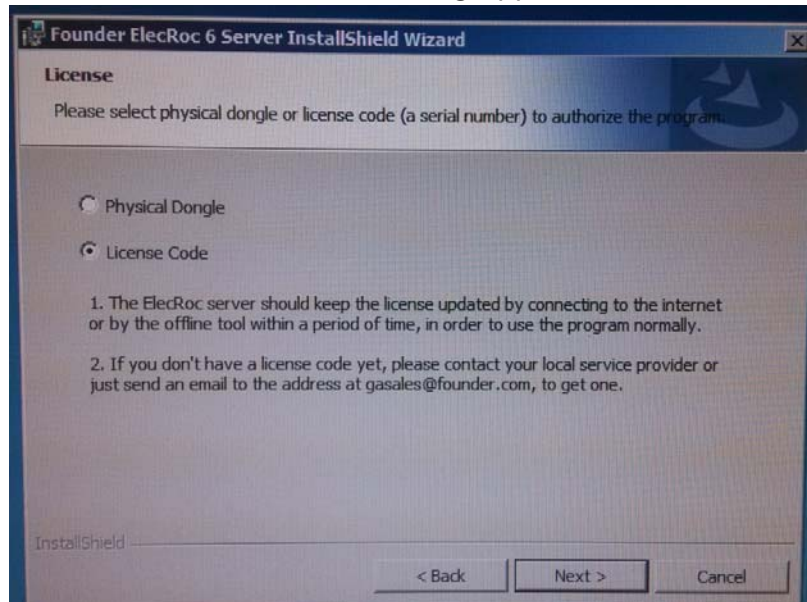 Founder ElecRoc 6 Server InstallShield Wizard
License
Please select physical dongle or license code (a serial number) to authorize the program.
Physical Dongle
License Code
1. The ElecRoc server should keep the license updated by connecting to the internet
or by the offline tool within a period of time, in order to use the program normally.
2. If you don't have a license code yet, please contact your local service provider or
just send an email to the address at gasales@founder.com, to get one.
InstallShield
< Back Next > Cancel